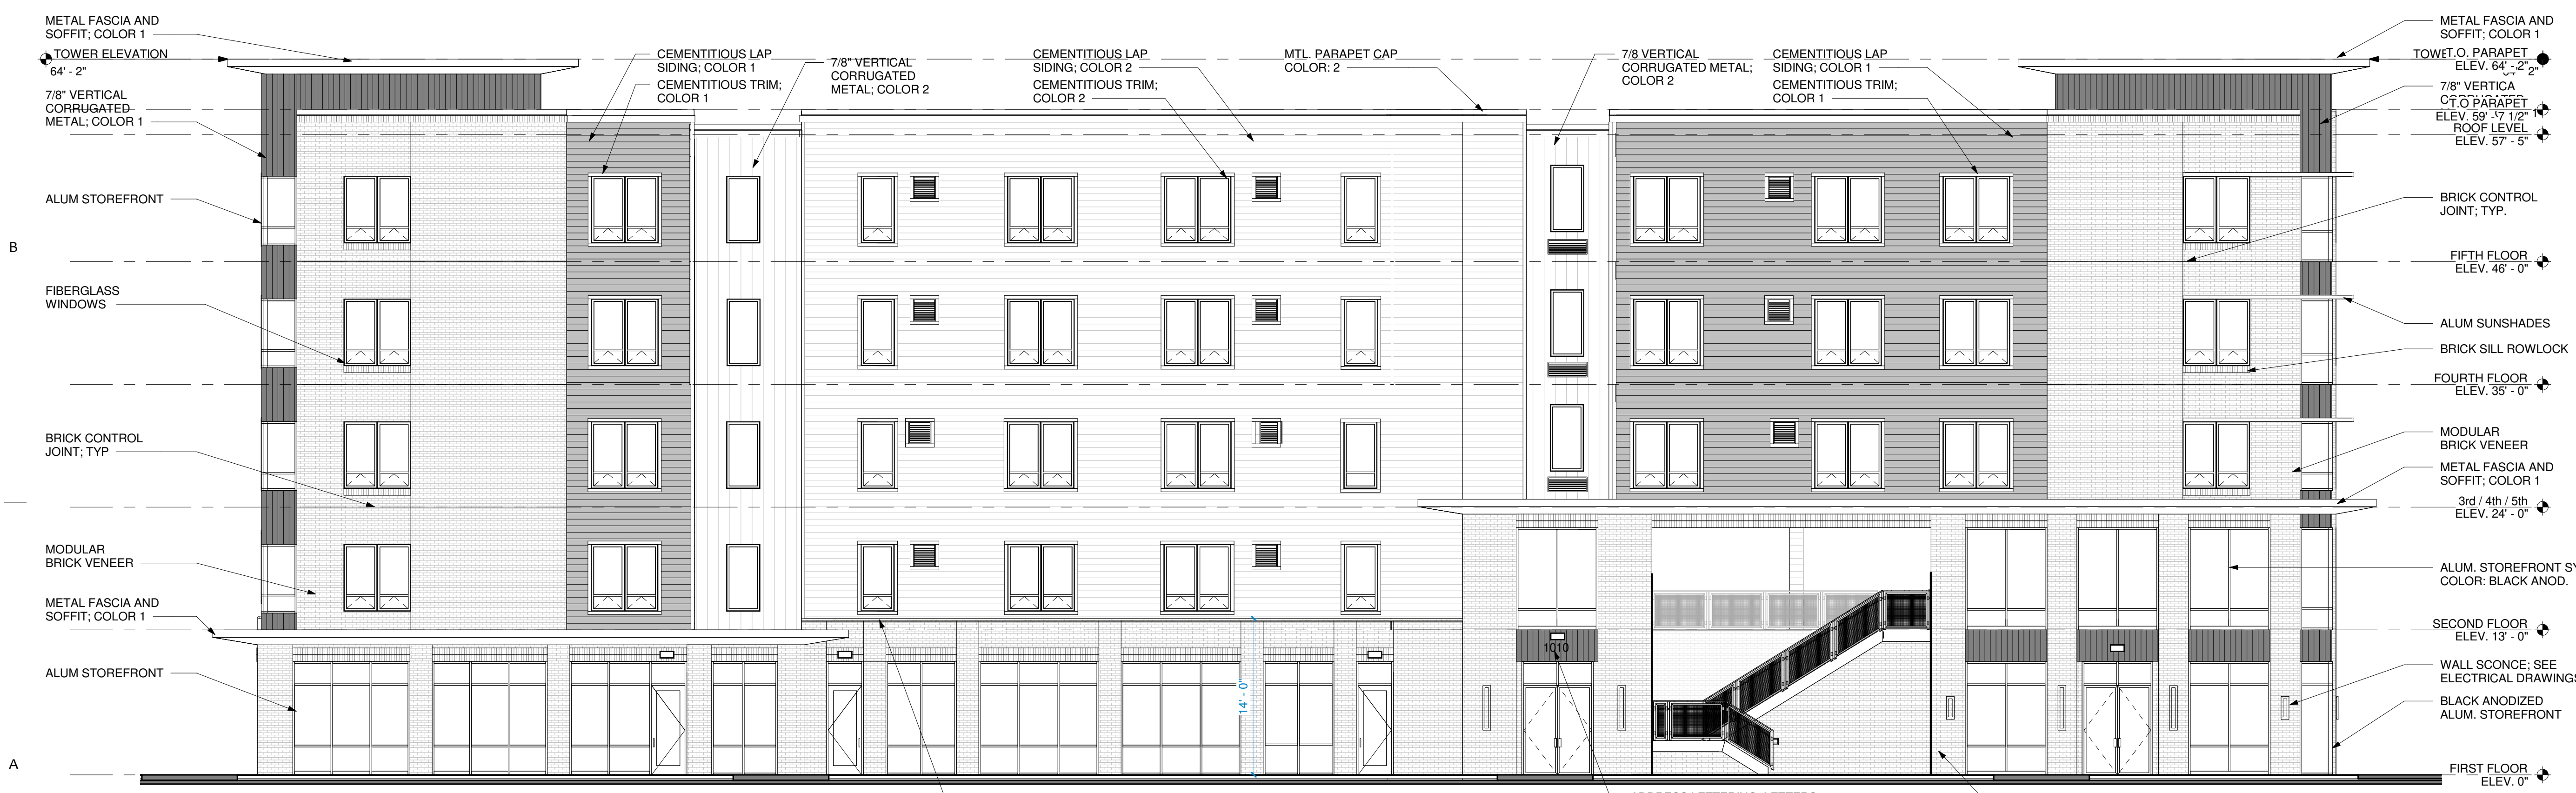 METAL FASCIA AND
SOFFIT; COLOR 1
TOWER ELEVATION
64' - 2"
7/8" VERTICAL
CORRUGATED
METAL; COLOR 1
ALUM STOREFRONT
B
FIBERGLASS
WINDOWS
BRICK CONTROL
JOINT; TYP
MODULAR
BRICK VENEER
METAL FASCIA AND
SOFFIT; COLOR 1
ALUM STOREFRONT
A
CEMENTITIOUS LAP
SIDING; COLOR 1
CEMENTITIOUS TRIM;
COLOR 1
7/8" VERTICAL
CORRUGATED
METAL; COLOR 2
CEMENTITIOUS LAP
SIDING; COLOR 2
CEMENTITIOUS TRIM;
COLOR 2
MTL. PARAPET CAP
COLOR: 2
7/8 VERTICAL
CORRUGATED METAL;
COLOR 2
CEMENTITIOUS LAP
SIDING; COLOR 1
CEMENTITIOUS TRIM;
COLOR 1
14' - 0"
1010
METAL FASCIA AND
SOFFIT; COLOR 1
T.O. PARAPET
ELEV. 64' - 2"
7/8" VERTICA
T.O PARAPET
ELEV. 59' - 7 1/2"
ROOF LEVEL
ELEV. 57' - 5"
BRICK CONTROL
JOINT; TYP.
FIFTH FLOOR
ELEV. 46' - 0"
ALUM SUNSHADES
BRICK SILL ROWLOCK
FOURTH FLOOR
ELEV. 35' - 0"
MODULAR
BRICK VENEER
METAL FASCIA AND
SOFFIT; COLOR 1
3rd / 4th / 5th
ELEV. 24' - 0"
ALUM. STOREFRONT SY
COLOR: BLACK ANOD.
SECOND FLOOR
ELEV. 13' - 0"
WALL SCONCE; SEE
ELECTRICAL DRAWINGS
BLACK ANODIZED
ALUM. STOREFRONT
FIRST FLOOR
ELEV. 0"